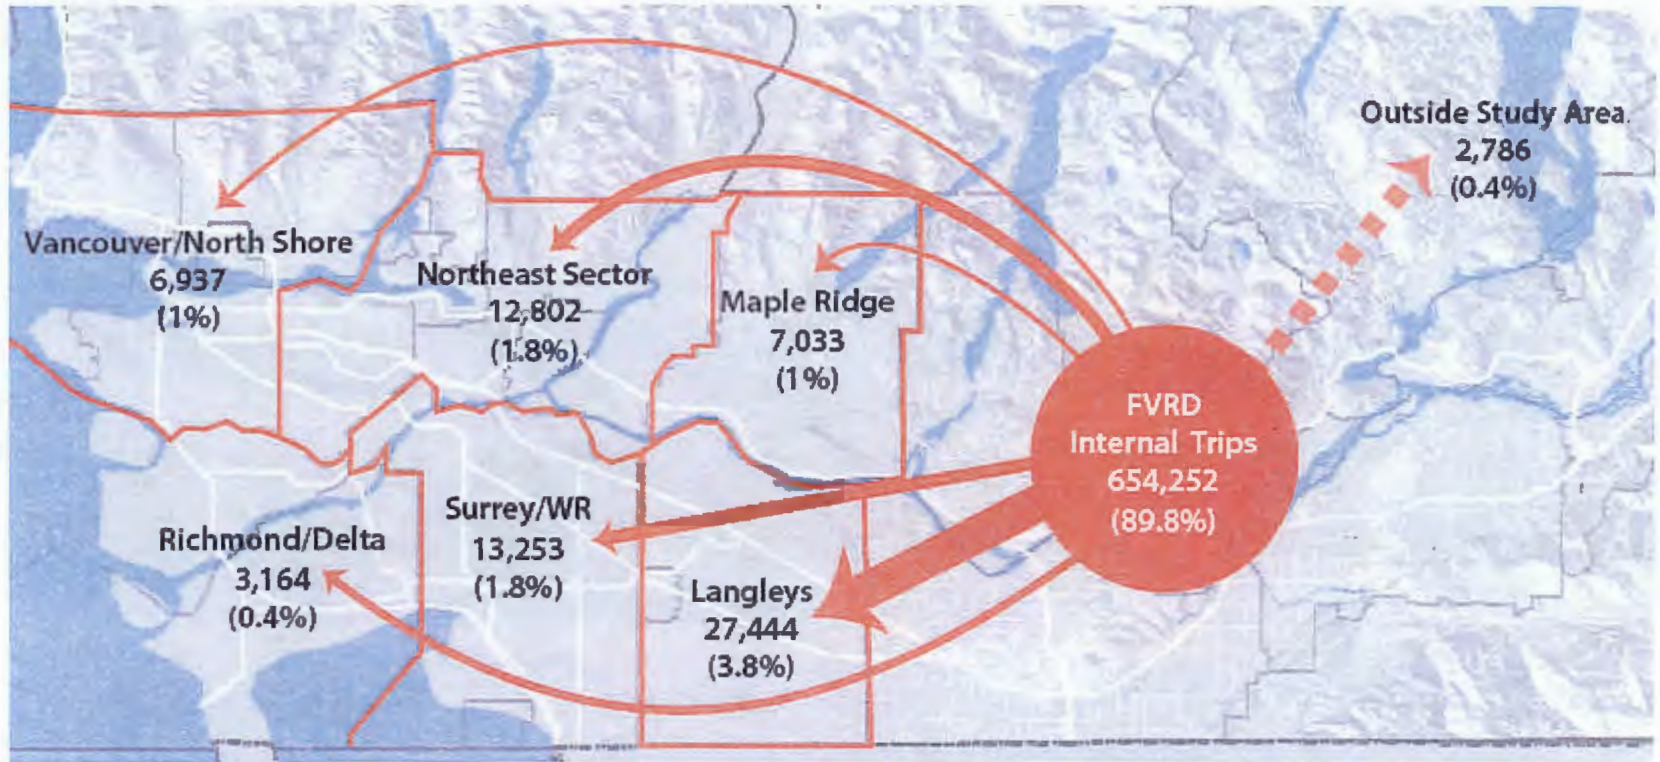 Outside Study Area
2,786
(0.4%)
Vancouver/North Shore
6,937
(1%)
Northeast Sector
12,802
(1.8%)
Maple Ridge
7,033
(1%)
FVRD
Internal Trips
654,252
(89.8%)
Surrey/WR
13,253
(1.8%)
Richmond/Delta
3,164
(0.4%)
Langleys
27,444
(3.8%)